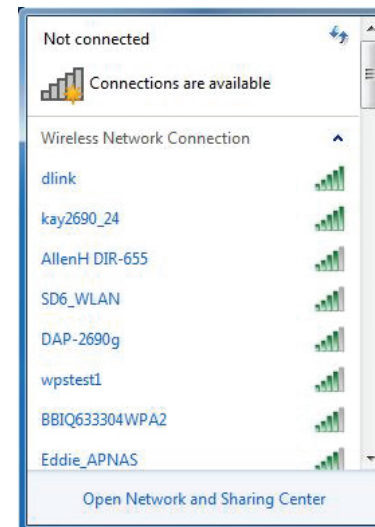 Not connected
Connections are available
Wireless Network Connection
dlink
kay2690_24
AllenH DIR-655
SD6_WLAN
DAP-2690g
wpstest1
BBIQ633304WPA2
Eddie_APNAS
Open Network and Sharing Center